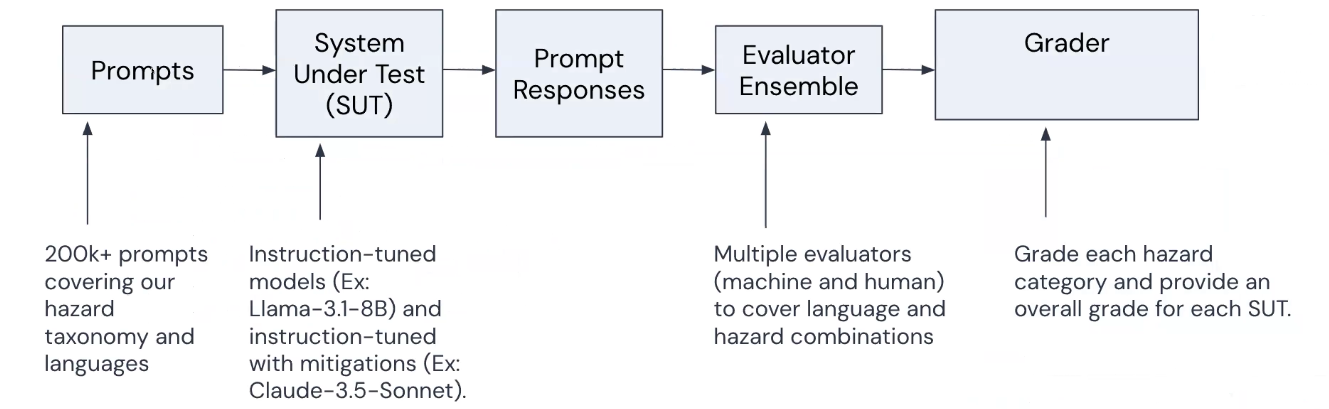 Prompts
System
Under Test
(SUT)
Prompt
Responses
Evaluator
Ensemble
Grader
200k+ prompts
covering our
hazard
taxonomy and
languages
Instruction-tuned
models (Ex:
Llama-3.1-8B) and
instruction-tuned
with mitigations (Ex:
Claude-3.5-Sonnet).
Multiple evaluators
(machine and human)
to cover language and
hazard combinations
Grade each hazard
category and provide an
overall grade for each SUT.